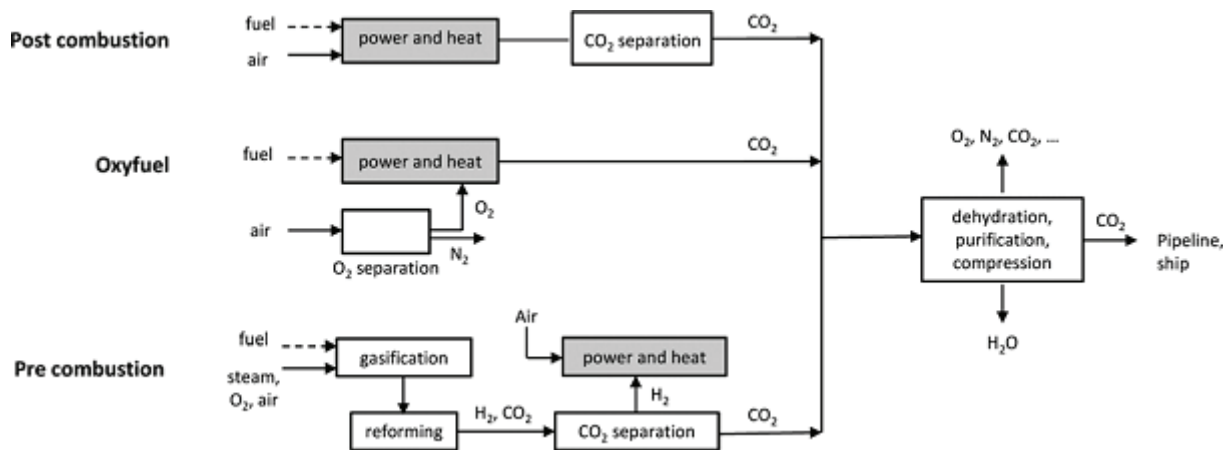 Post combustion
fuel
air
power and heat
CO₂ separation
CO₂
Oxyfuel
fuel
power and heat
CO₂
air
O₂
N₂
O₂ separation
O₂, N₂, CO₂, ...
dehydration,
purification,
compression
CO₂
Pipeline,
ship
H₂O
Pre combustion
fuel
steam,
O₂, air
gasification
reforming
H₂, CO₂
Air
power and heat
H₂
CO₂ separation
CO₂